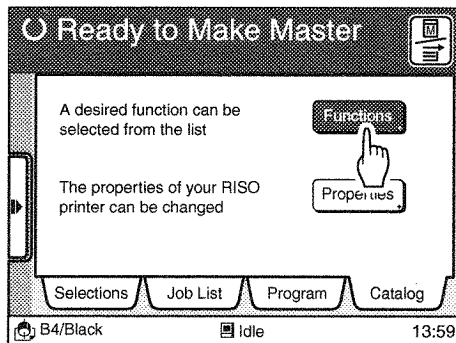 Ready to Make Master
M
A desired function can be
selected from the list
Functions
The properties of your RISO
printer can be changed
Properties
Selections
Job List
Program
Catalog
B4/Black
Idle
13:59